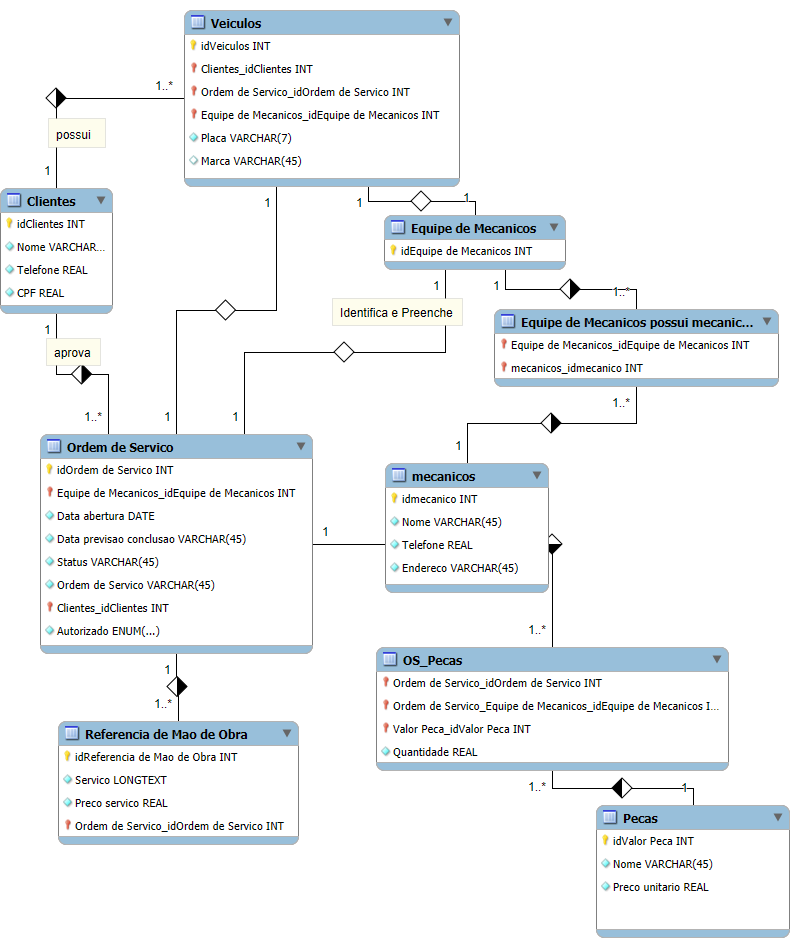 Veiculos
idVeiculos INT
Clientes_idClientes INT
Ordem de Servico_idOrdem de Servico INT
Equipe de Mecanicos_idEquipe de Mecanicos INT
Placa VARCHAR(7)
Marca VARCHAR(45)
1..*
possui
1
1
1
1
Clientes
idClientes INT
Nome VARCHAR...
Telefone REAL
CPF REAL
Equipe de Mecanicos
idEquipe de Mecanicos INT
1
1
1..*
Identifica e Preenche
1
aprova
1..*
1
1
Equipe de Mecanicos possui mecanic...
Equipe de Mecanicos_idEquipe de Mecanicos INT
mecanicos_idmecanico INT
1..*
1
Ordem de Servico
idOrdem de Servico INT
Equipe de Mecanicos_idEquipe de Mecanicos INT
Data abertura DATE
Data previsao conclusao VARCHAR(45)
Status VARCHAR(45)
Ordem de Servico VARCHAR(45)
Clientes_idClientes INT
Autorizado ENUM(...)
1
mecanicos
idmecanico INT
Nome VARCHAR(45)
Telefone REAL
Endereco VARCHAR(45)
1..*
1
1..*
OS_Pecas
Ordem de Servico_idOrdem de Servico INT
Ordem de Servico_Equipe de Mecanicos_idEquipe de Mecanicos I...
Valor Peca_idValor Peca INT
Quantidade REAL
Referencia de Mao de Obra
idReferencia de Mao de Obra INT
Servico LONGTEXT
Preco servico REAL
Ordem de Servico_idOrdem de Servico INT
1..*
1
Pecas
idValor Peca INT
Nome VARCHAR(45)
Preco unitario REAL